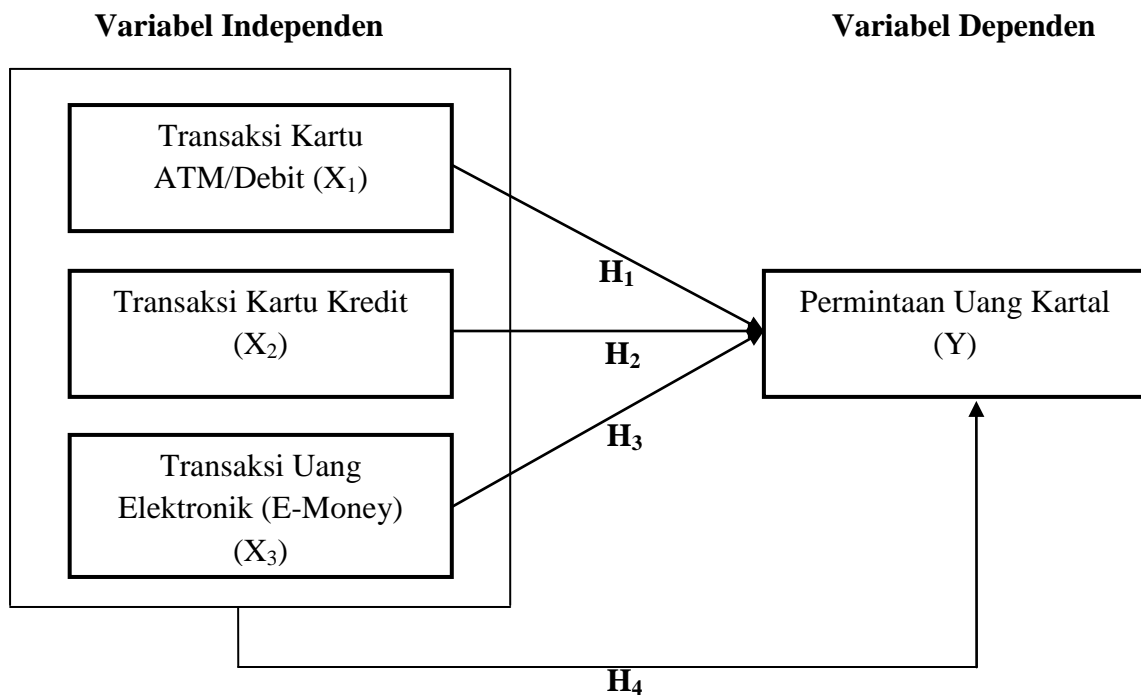 Variabel Independen
Variabel Dependen
Transaksi Kartu
ATM/Debit (X₁)
H₁
Transaksi Kartu Kredit
(X₂)
H₂
Permintaan Uang Kartal
(Y)
H₃
Transaksi Uang
Elektronik (E-Money)
(X₃)
H₄